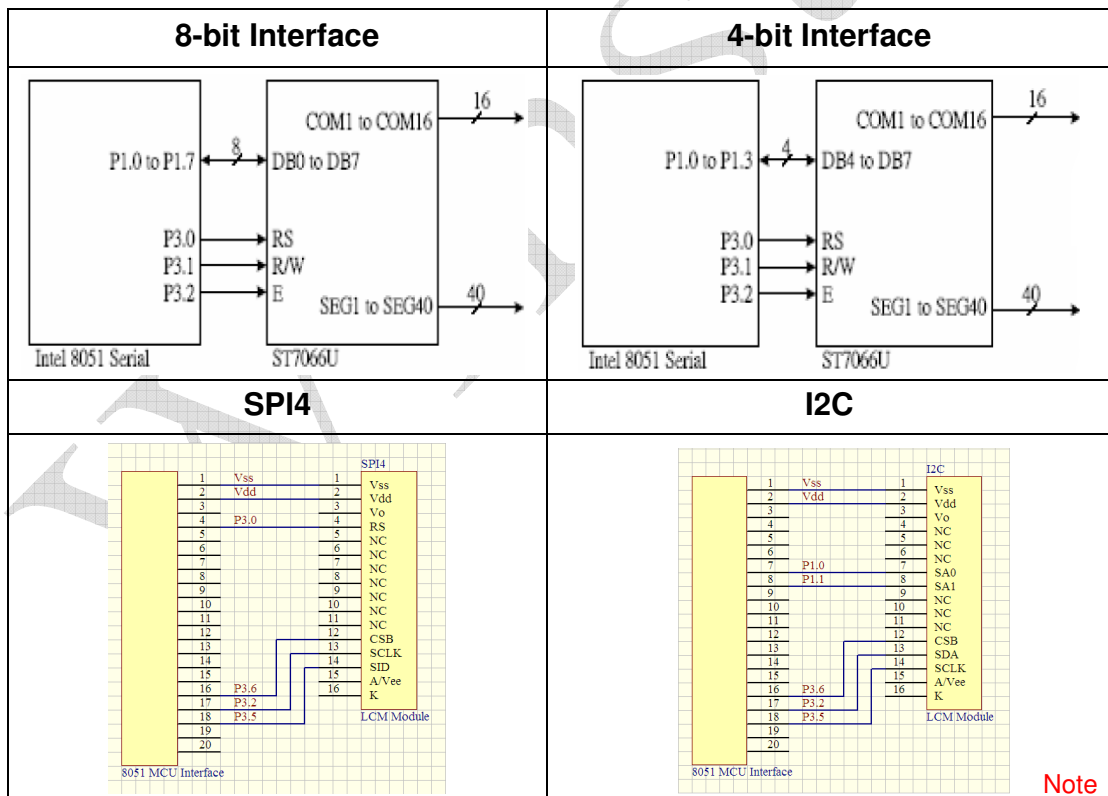 8-bit Interface
4-bit Interface
COM1 to COM16
16
P1.0 to P1.7
8
DB0 to DB7
P3.0
RS
P3.1
R/W
P3.2
E
SEG1 to SEG40
40
Intel 8051 Serial
ST7066U
COM1 to COM16
16
P1.0 to P1.3
4
DB4 to DB7
P3.0
RS
P3.1
R/W
P3.2
E
SEG1 to SEG40
40
Intel 8051 Serial
ST7066U
SPI4
I2C
SPI4
1 Vss 1 Vss
2 Vdd 2 Vdd
3 3 Vo
4 P3.0 4 RS
5 5 NC
6 6 NC
7 7 NC
8 8 NC
9 9 NC
10 10 NC
11 11 NC
12 12 CSB
13 13 SCLK
14 14 SID
15 15 A/Vee
16 P3.6 16 K
17 P3.2
18 P3.5 LCM Module
19
20
8051 MCU Interface
I2C
1 Vss 1 Vss
2 Vdd 2 Vdd
3 3 Vo
4 4 NC
5 5 NC
6 6 NC
7 P1.0 7 SA0
8 P1.1 8 SA1
9 9 NC
10 10 NC
11 11 NC
12 12 CSB
13 13 SDA
14 14 SCLK
15 15 A/Vee
16 P3.6 16 K
17 P3.2
18 P3.5 LCM Module
19
20
8051 MCU Interface
Note